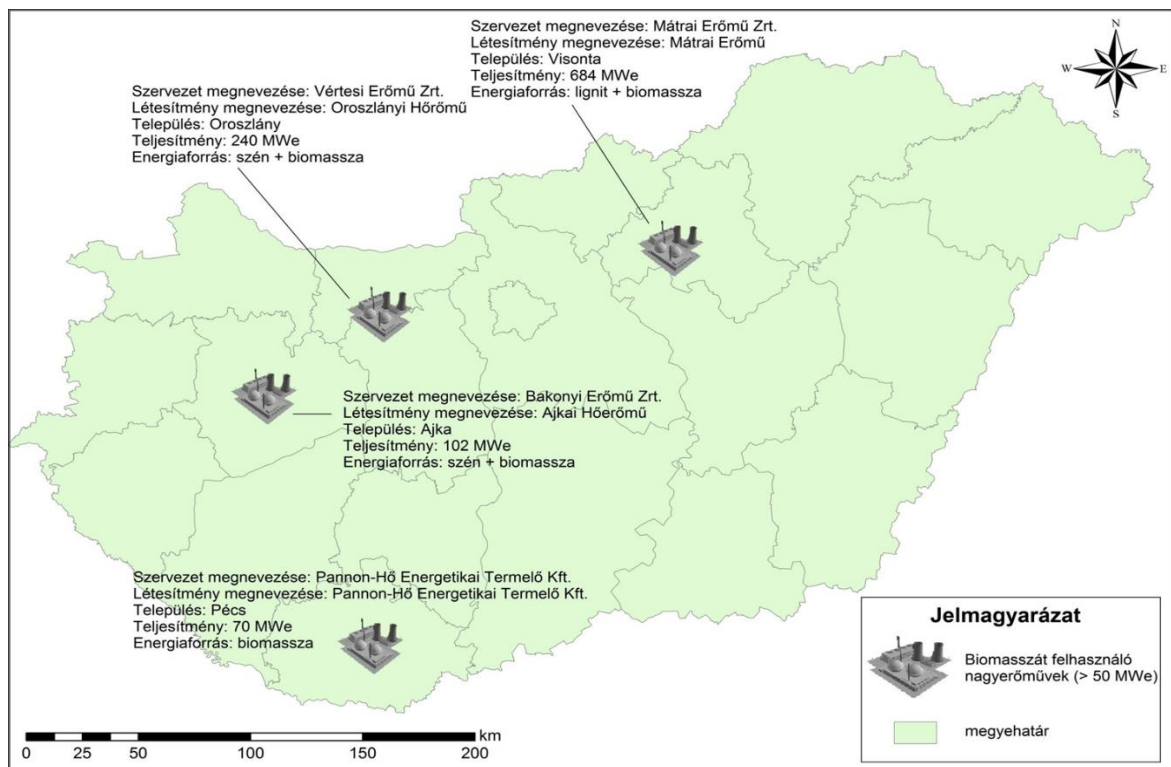 Szervezet megnevezése: Mátrai Erőmű Zrt.
Létesítmény megnevezése: Mátrai Erőmű
Település: Visonta
Teljesítmény: 684 MWe
Energiaforrás: lignit + biomassza
N
W
E
S
Szervezet megnevezése: Vértesi Erőmű Zrt.
Létesítmény megnevezése: Oroszlányi Hőrőmű
Település: Oroszlány
Teljesítmény: 240 MWe
Energiaforrás: szén + biomassza
Szervezet megnevezése: Bakonyi Erőmű Zrt.
Létesítmény megnevezése: Ajkai Hőerőmű
Település: Ajka
Teljesítmény: 102 MWe
Energiaforrás: szén + biomassza
Szervezet megnevezése: Pannon-Hő Energetikai Termelő Kft.
Létesítmény megnevezése: Pannon-Hő Energetikai Termelő Kft.
Település: Pécs
Teljesítmény: 70 MWe
Energiaforrás: biomassza
Jelmagyarázat
Biomasszát felhasználó
nagyerőművek (> 50 MWe)
megyehatár
km
0 25 50 100 150 200